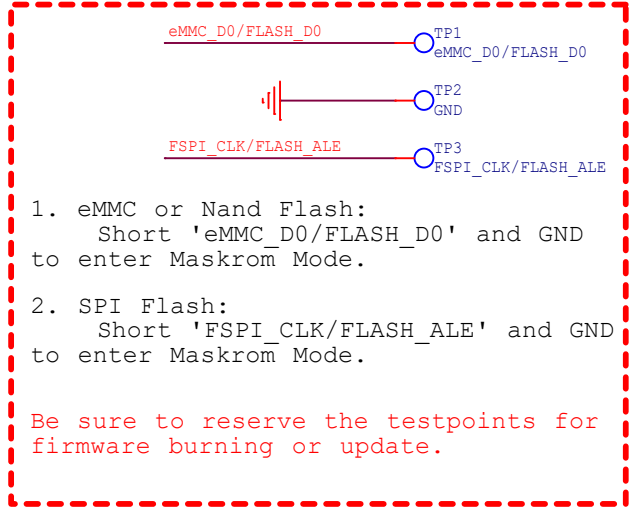 eMMC_D0/FLASH_D0
TP1
eMMC_D0/FLASH_D0
TP2
GND
FSPI_CLK/FLASH_ALE
TP3
FSPI_CLK/FLASH_ALE
1. eMMC or Nand Flash:
Short 'eMMC_D0/FLASH_D0' and GND
to enter Maskrom Mode.
2. SPI Flash:
Short 'FSPI_CLK/FLASH_ALE' and GND
to enter Maskrom Mode.
Be sure to reserve the testpoints for
firmware burning or update.